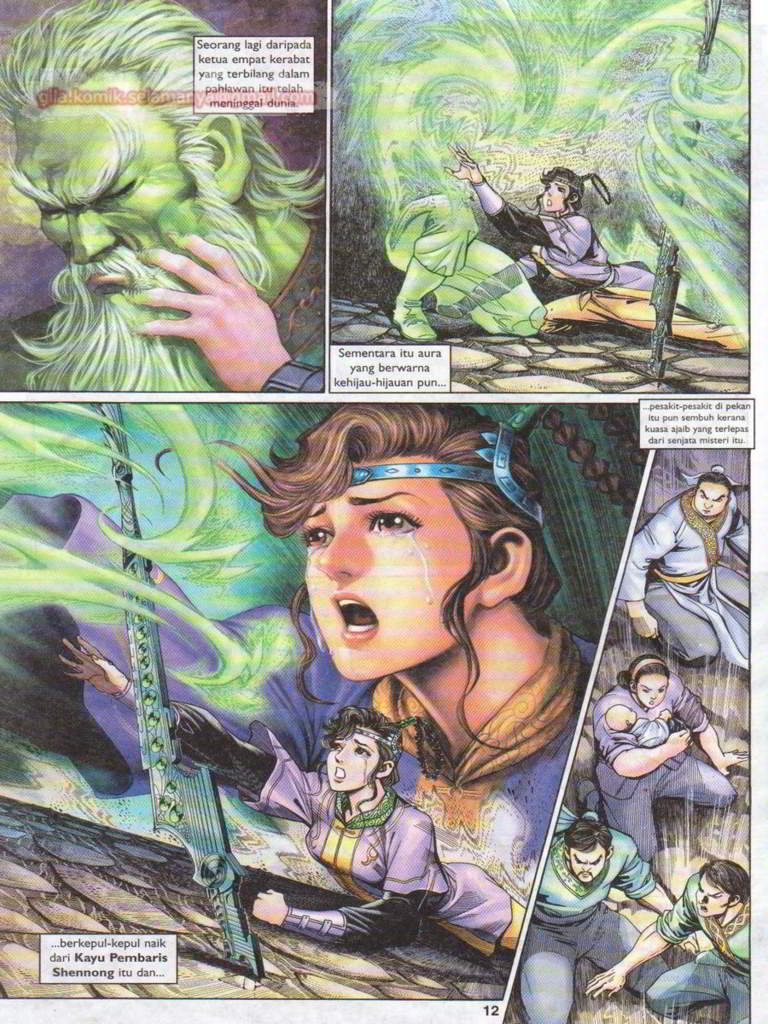 Seorang lagi daripada
ketua empat kerabat
yang terbilang dalam
pahlawan itu telah
meninggal dunia.
Sementara itu aura
yang berwarna
kehijau-hijauan pun...
...berkepul-kepul naik
dari Kayu Pembaris
Shennong itu dan...
...pesakit-pesakit di pekan
itu pun sembuh kerana
kuasa ajaib yang terlepas
dari senjata misteri itu.
12